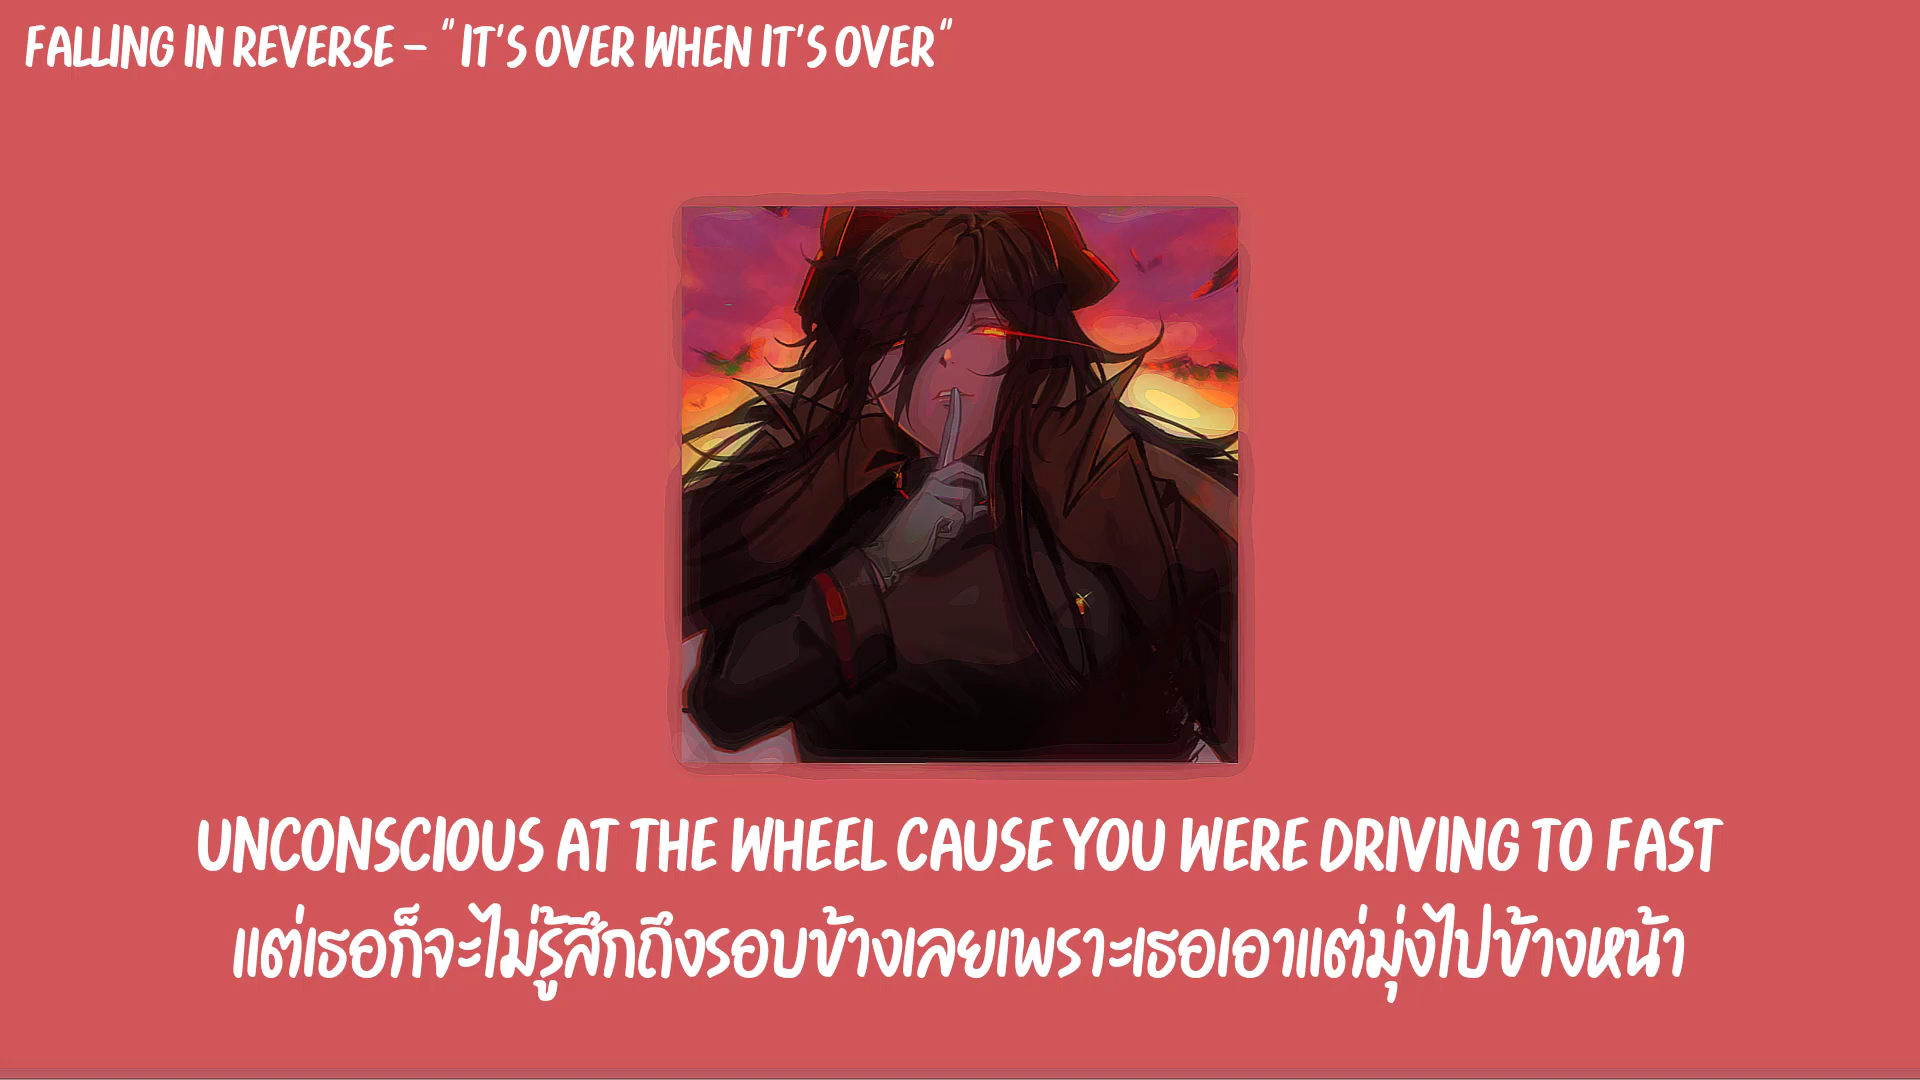 FALLING IN REVERSE - "IT'S OVER WHEN IT'S OVER"
UNCONSCIOUS AT THE WHEEL CAUSE YOU WERE DRIVING TO FAST
แต่เธอก็จะไม่รู้สึกถึงรอบข้างเลยเพราะเธอเอาแต่มุ่งไปข้างหน้า